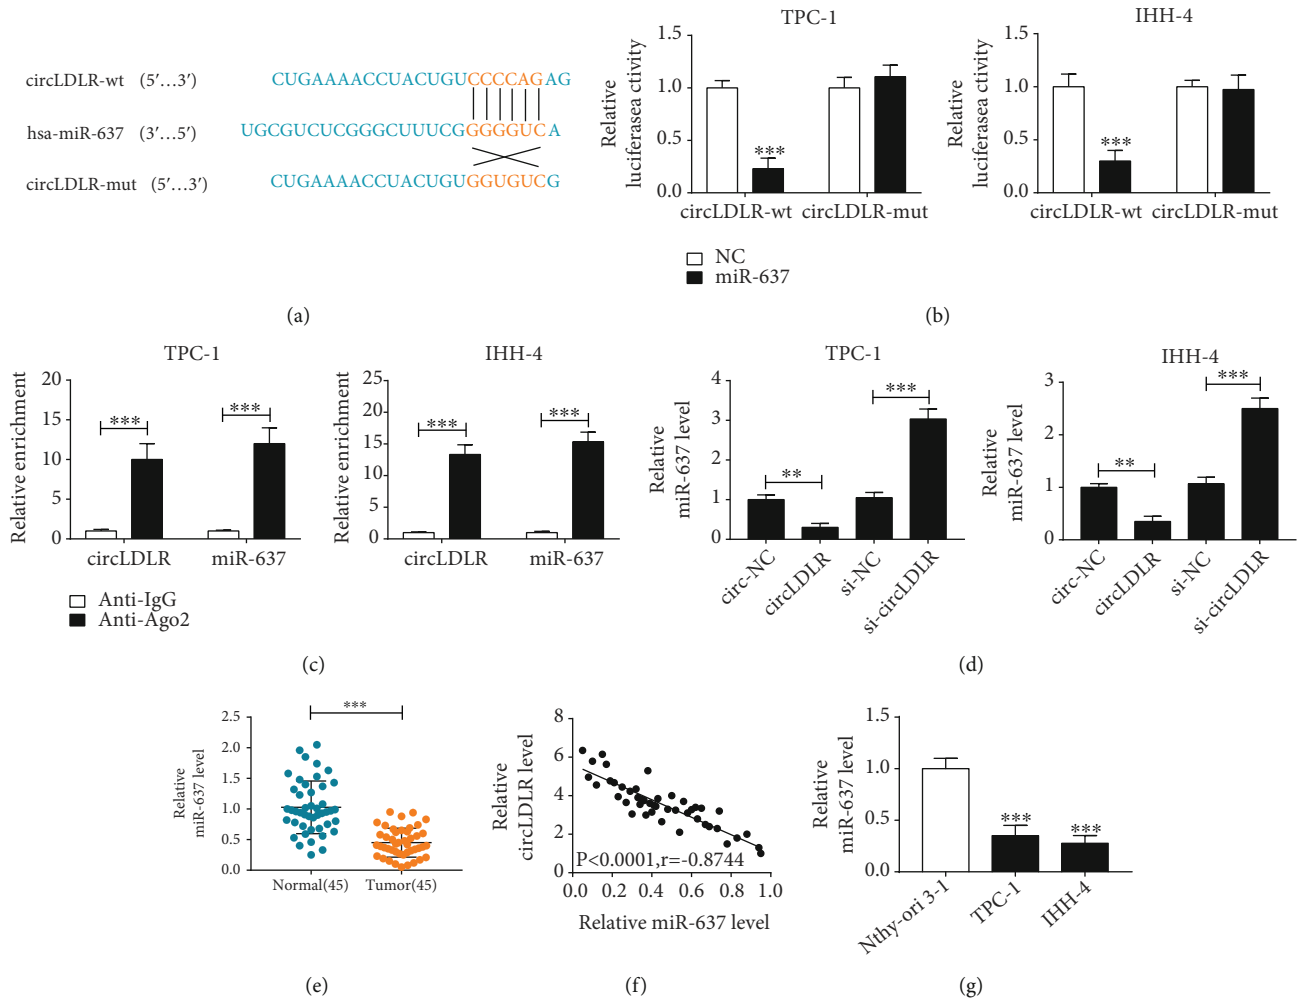 circLDLR-wt (5′...3′) CUGAAAACCUACUGUCCCCAGAG
hsa-miR-637 (3′...5′) UGCGUCUCGGGCUUUCGGGGGUCA
circLDLR-mut (5′...3′) CUGAAAACCUACUGUGGUGUCG
(a)
TPC-1
Relative
luciferasea ctivity
1.5
1.0
0.5
0.0
***
circLDLR-wt circLDLR-mut
NC
miR-637
IHH-4
Relative
luciferasea ctivity
1.5
1.0
0.5
0.0
***
circLDLR-wt circLDLR-mut
(b)
TPC-1
Relative enrichment
20
15
10
5
0
*** ***
circLDLR miR-637
Anti-IgG
Anti-Ago2
IHH-4
Relative enrichment
25
20
15
10
5
0
*** ***
circLDLR miR-637
(c)
TPC-1
Relative
miR-637 level
4
3
2
1
0
** ***
circ-NC circLDLR si-NC si-circLDLR
IHH-4
Relative
miR-637 level
3
2
1
0
** ***
circ-NC circLDLR si-NC si-circLDLR
(d)
Relative
miR-637 level
2.5
2.0
1.5
1.0
0.5
0.0
***
Normal(45) Tumor(45)
(e)
Relative
circLDLR level
8
6
4
2
0
P<0.0001,r=-0.8744
0.0 0.2 0.4 0.6 0.8 1.0
Relative miR-637 level
(f)
Relative
miR-637 level
1.5
1.0
0.5
0.0
*** ***
Nthy-ori 3-1 TPC-1 IHH-4
(g)